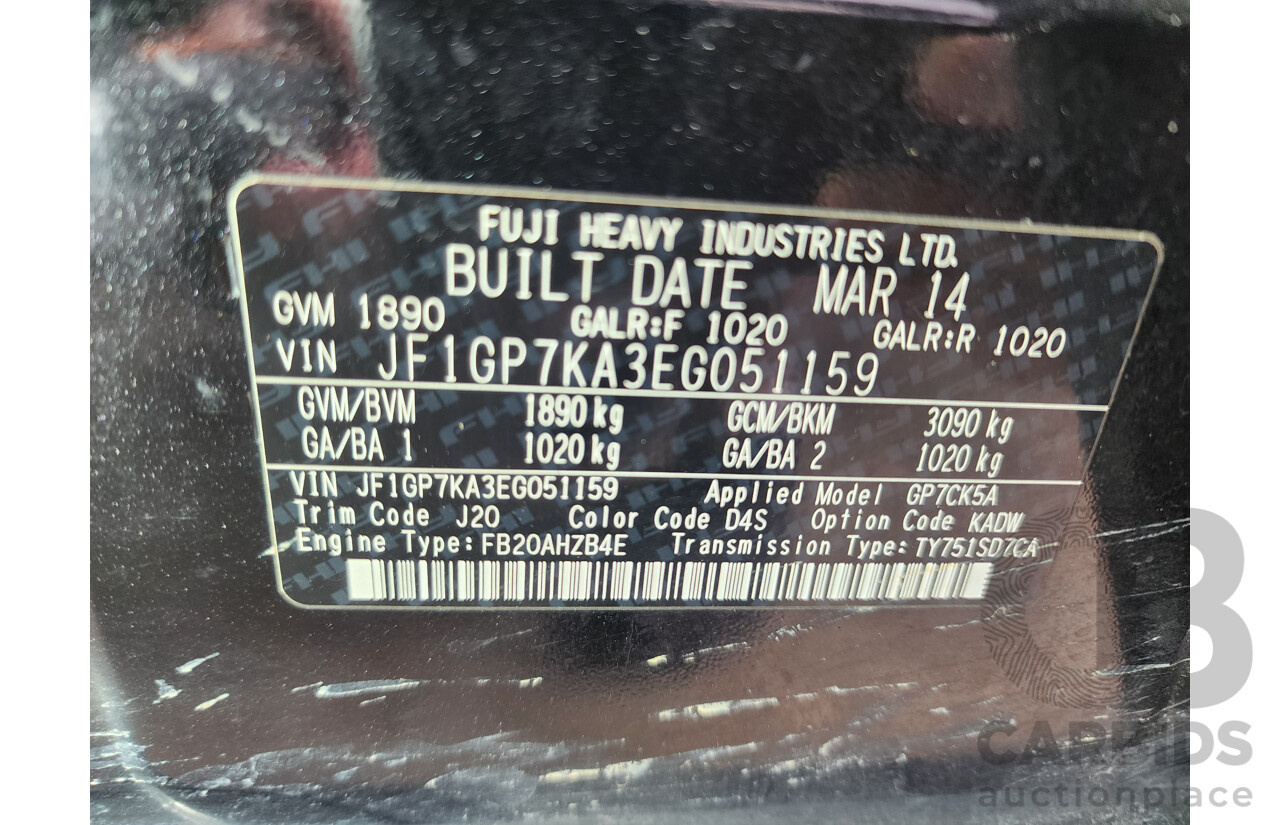 FUJI HEAVY INDUSTRIES LTD.
BUILT DATE MAR 14
GVM 1890 GALR:F 1020 GALR:R 1020
VIN JF1GP7KA3EG051159
GVM/BVM 1890 kg GCM/BKM 3090 kg
GA/BA 1 1020 kg GA/BA 2 1020 kg
VIN JF1GP7KA3EG051159 Applied Model GP7CK5A
Trim Code J20 Color Code D4S Option Code KADW
Engine Type: FB20AHZB4E Transmission Type: TY751SD7CA
CARBIDS
auctionplace